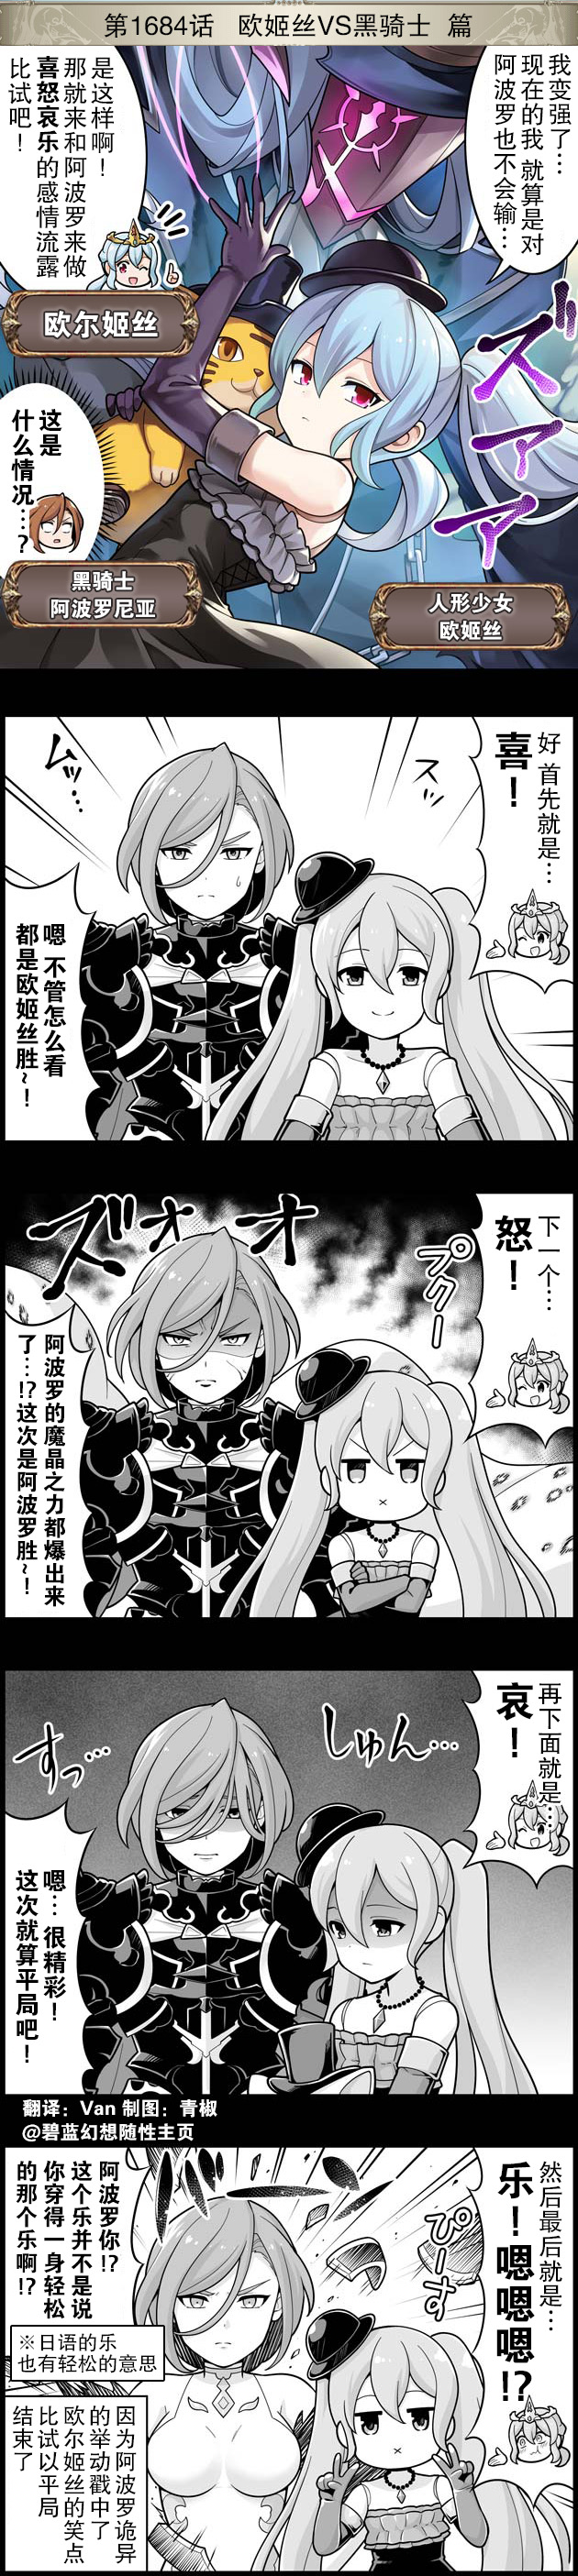 第1684话 欧姬丝VS黑骑士 篇
我变强了…
现在的我 就算是对
阿波罗也不会输…
是这样啊！
那就来和阿波罗来做
喜怒哀乐的感情流露
比试吧！
欧尔姬丝
ズァァァ
这是
什么情况…？
黑骑士
阿波罗尼亚
人形少女
欧姬丝
好 首先就是…
喜！
スッ
ムッ…
嗯 不管怎么看
都是欧姬丝胜~！
下一个…
怒！
プクー
ズォォ
阿波罗的魔晶之力都爆出来
了…!?这次是阿波罗胜~！
再下面就是…
哀！
しゅん…
すっ…
嗯… 很精彩！
这次就算平局吧！
翻译：Van 制图：青椒
@碧蓝幻想随性主页
然后最后就是…
乐！嗯嗯嗯!?
ぴーす
阿波罗你!?
这个乐并不是说
你穿得一身轻松
的那个乐啊!?
※日语的乐
也有轻松的意思
因为阿波罗诡异
的举动戳中了
欧尔姬丝的笑点
比试以平局
结束了